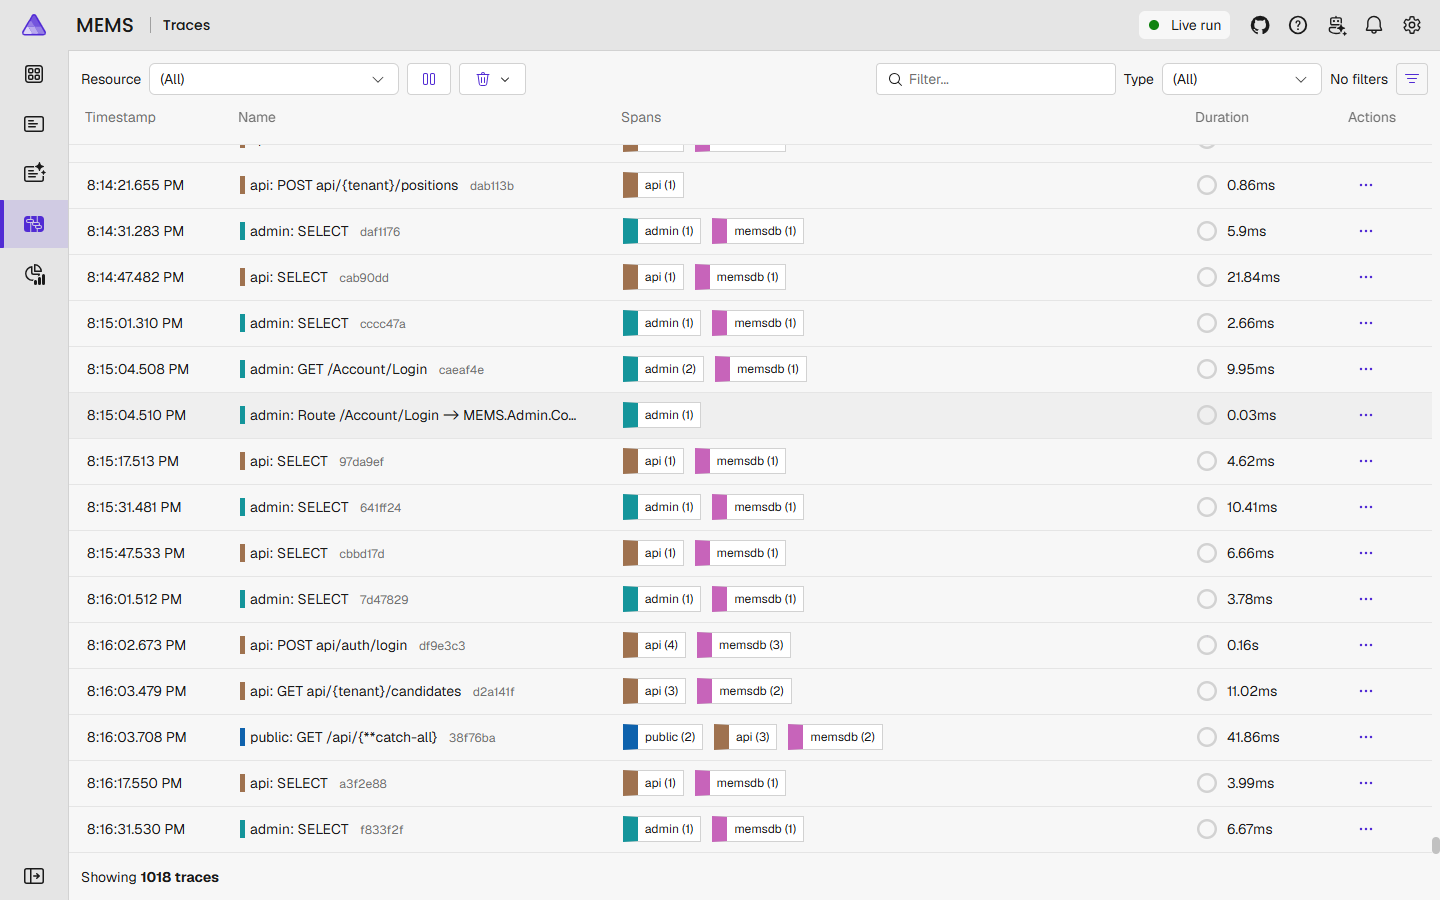 MEMS Traces Live run
Resource (All) Filter... Type (All) No filters
Timestamp Name Spans Duration Actions
8:14:21.655 PM api: POST api/{tenant}/positions dab113b api (1) 0.86ms
8:14:31.283 PM admin: SELECT daf1176 admin (1) memsdb (1) 5.9ms
8:14:47.482 PM api: SELECT cab90dd api (1) memsdb (1) 21.84ms
8:15:01.310 PM admin: SELECT cccc47a admin (1) memsdb (1) 2.66ms
8:15:04.508 PM admin: GET /Account/Login caeaf4e admin (2) memsdb (1) 9.95ms
8:15:04.510 PM admin: Route /Account/Login → MEMS.Admin.Co... admin (1) 0.03ms
8:15:17.513 PM api: SELECT 97da9ef api (1) memsdb (1) 4.62ms
8:15:31.481 PM admin: SELECT 641ff24 admin (1) memsdb (1) 10.41ms
8:15:47.533 PM api: SELECT cbbd17d api (1) memsdb (1) 6.66ms
8:16:01.512 PM admin: SELECT 7d47829 admin (1) memsdb (1) 3.78ms
8:16:02.673 PM api: POST api/auth/login df9e3c3 api (4) memsdb (3) 0.16s
8:16:03.479 PM api: GET api/{tenant}/candidates d2a141f api (3) memsdb (2) 11.02ms
8:16:03.708 PM public: GET /api/{**catch-all} 38f76ba public (2) api (3) memsdb (2) 41.86ms
8:16:17.550 PM api: SELECT a3f2e88 api (1) memsdb (1) 3.99ms
8:16:31.530 PM admin: SELECT f833f2f admin (1) memsdb (1) 6.67ms
Showing 1018 traces